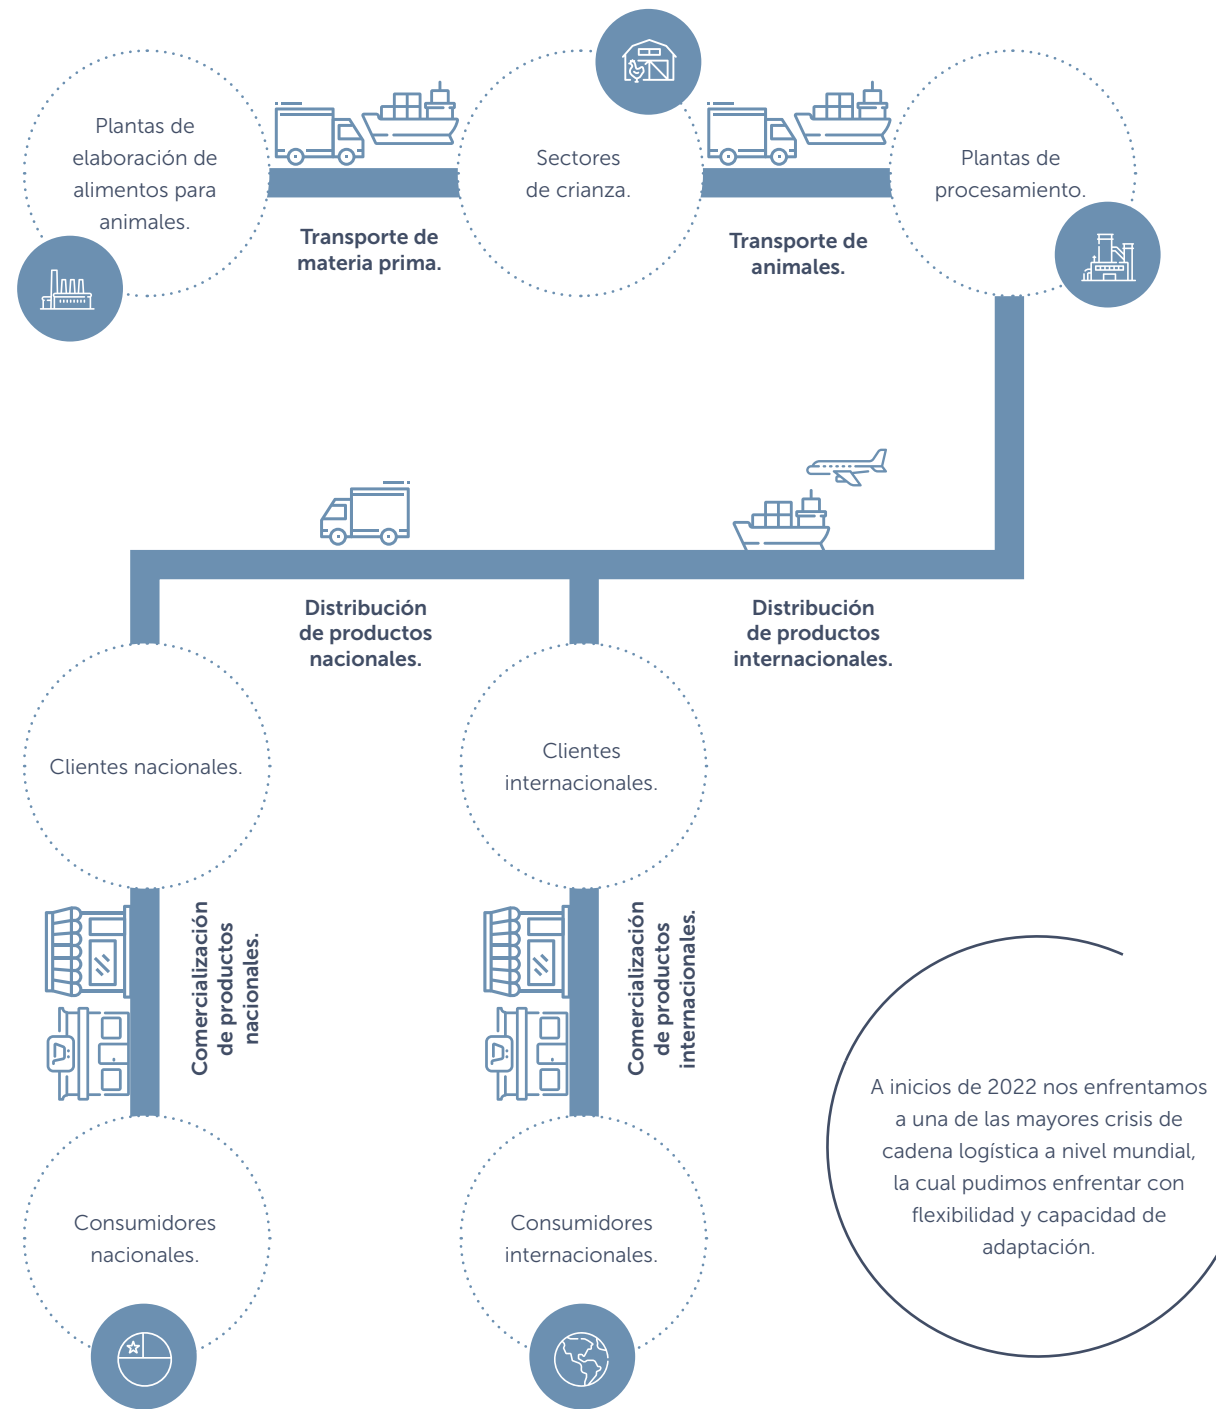 Plantas de
elaboración de
alimentos para
animales.
Transporte de
materia prima.
Sectores
de crianza.
Transporte de
animales.
Plantas de
procesamiento.
Distribución
de productos
nacionales.
Distribución
de productos
internacionales.
Clientes nacionales.
Clientes
internacionales.
Comercialización
de productos
nacionales.
Comercialización
de productos
internacionales.
Consumidores
nacionales.
Consumidores
internacionales.
A inicios de 2022 nos enfrentamos
a una de las mayores crisis de
cadena logística a nivel mundial,
la cual pudimos enfrentar con
flexibilidad y capacidad de
adaptación.